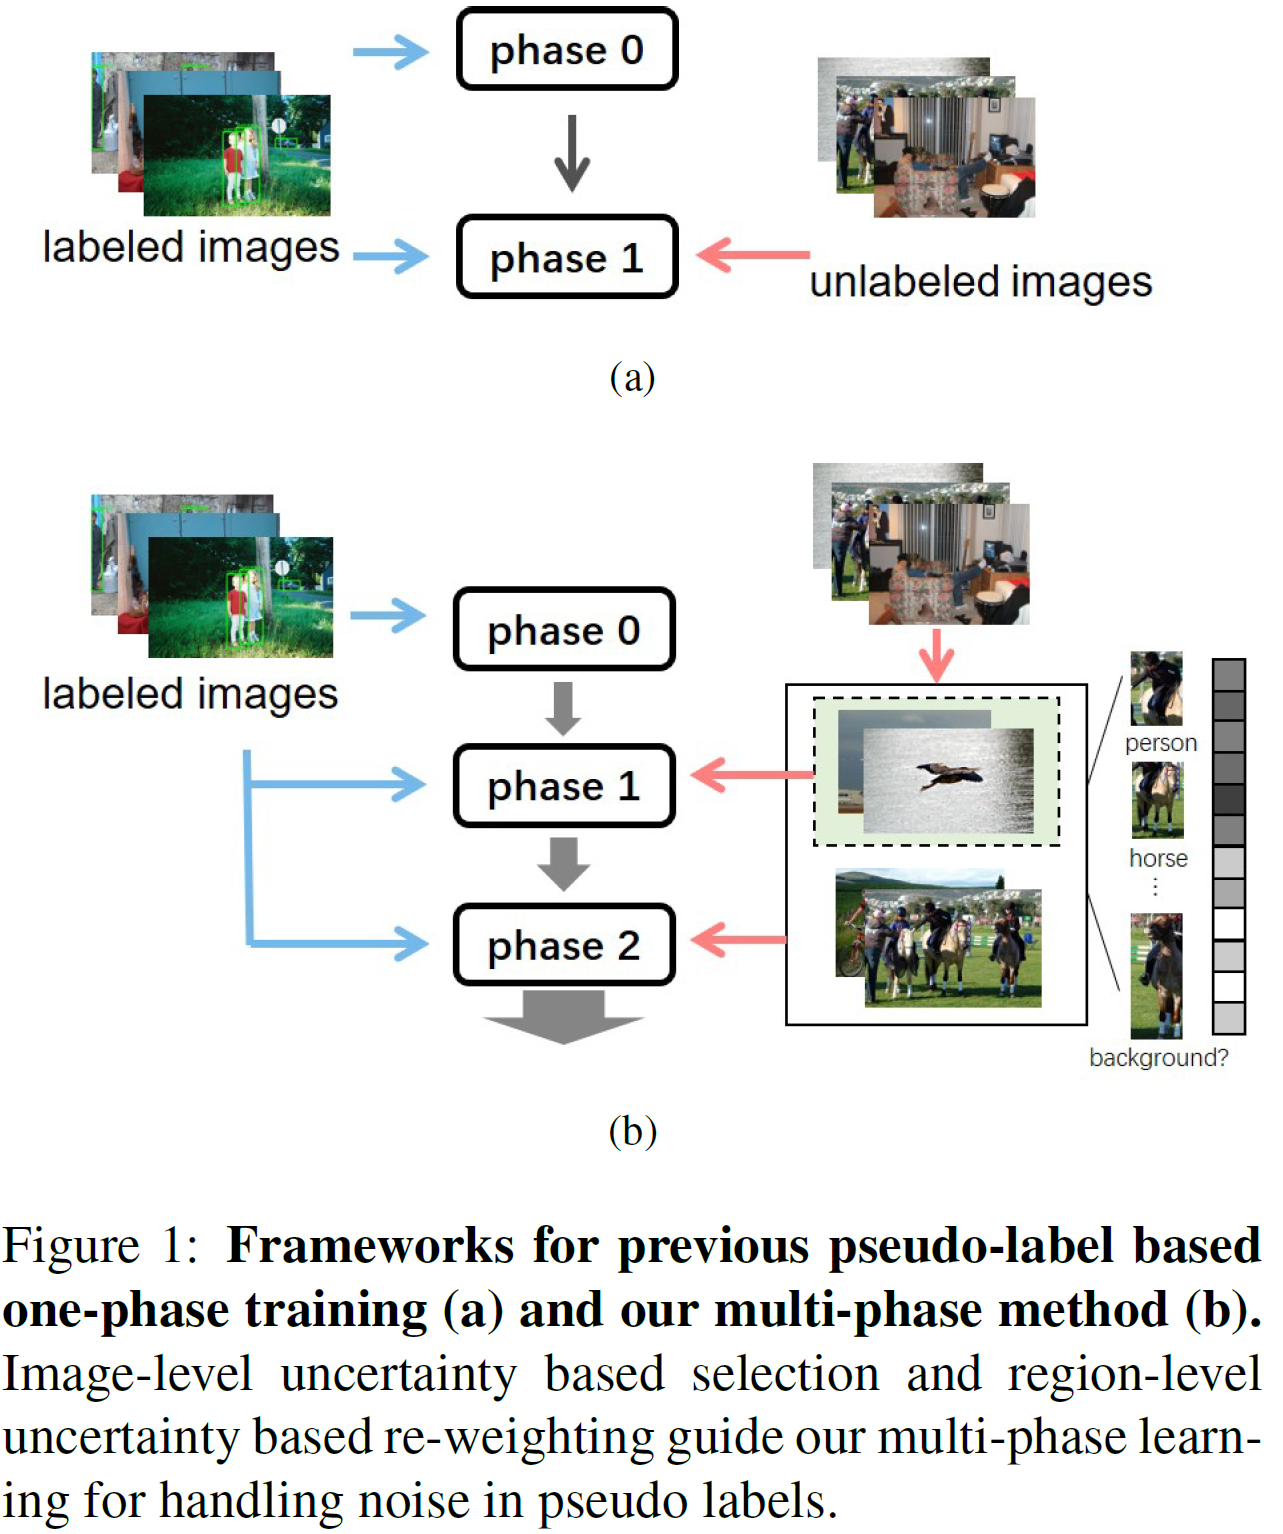 phase 0
labeled images
phase 1
unlabeled images
(a)
phase 0
labeled images
phase 1
person
horse
phase 2
background?
(b)
Figure 1: Frameworks for previous pseudo-label based
one-phase training (a) and our multi-phase method (b).
Image-level uncertainty based selection and region-level
uncertainty based re-weighting guide our multi-phase learn-
ing for handling noise in pseudo labels.